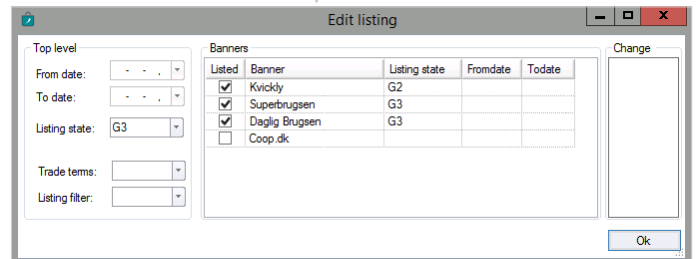 Edit listing
Top level
From date: - - .
To date: - - .
Listing state: G3
Trade terms:
Listing filter:
Banners
Listed Banner Listing state Fromdate Todate
Kvickly G2
Superbrugsen G3
Daglig Brugsen G3
Coop.dk
Change
Ok